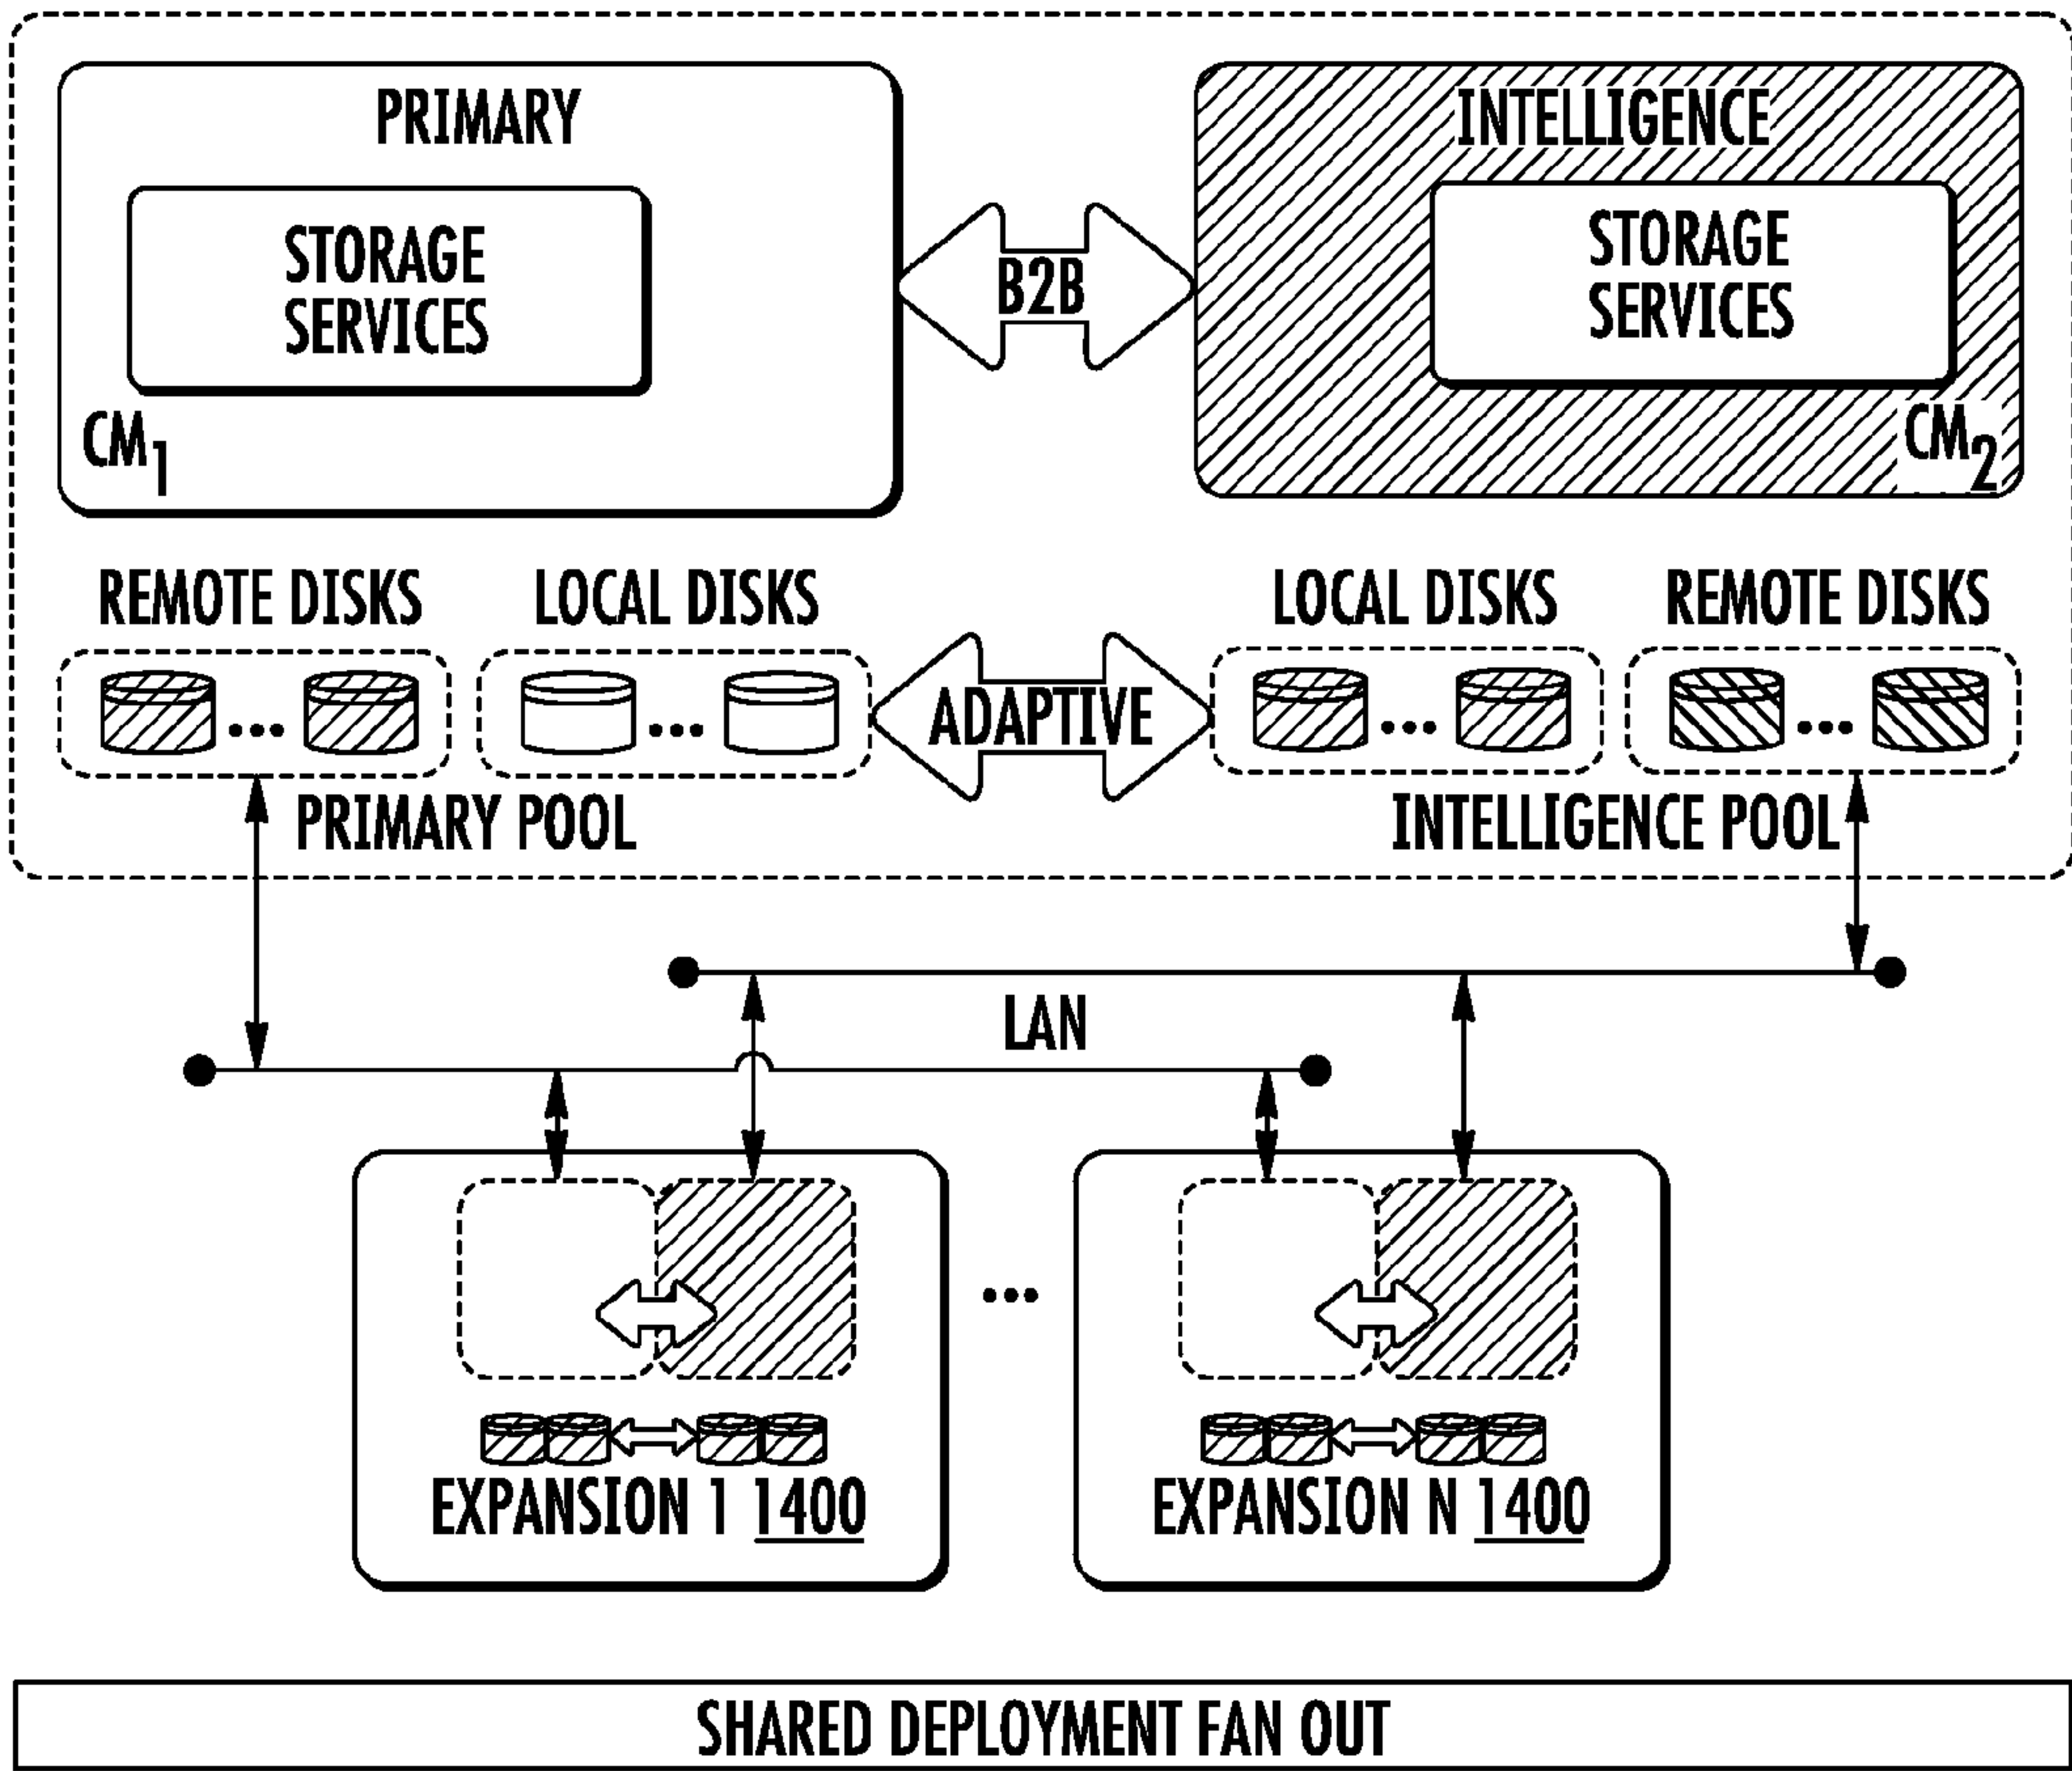 PRIMARY
STORAGE
SERVICES
CM1
B2B
INTELLIGENCE
STORAGE
SERVICES
CM2
REMOTE DISKS
LOCAL DISKS
LOCAL DISKS
REMOTE DISKS
ADAPTIVE
PRIMARY POOL
INTELLIGENCE POOL
LAN
EXPANSION 1 1400
EXPANSION N 1400
SHARED DEPLOYMENT FAN OUT